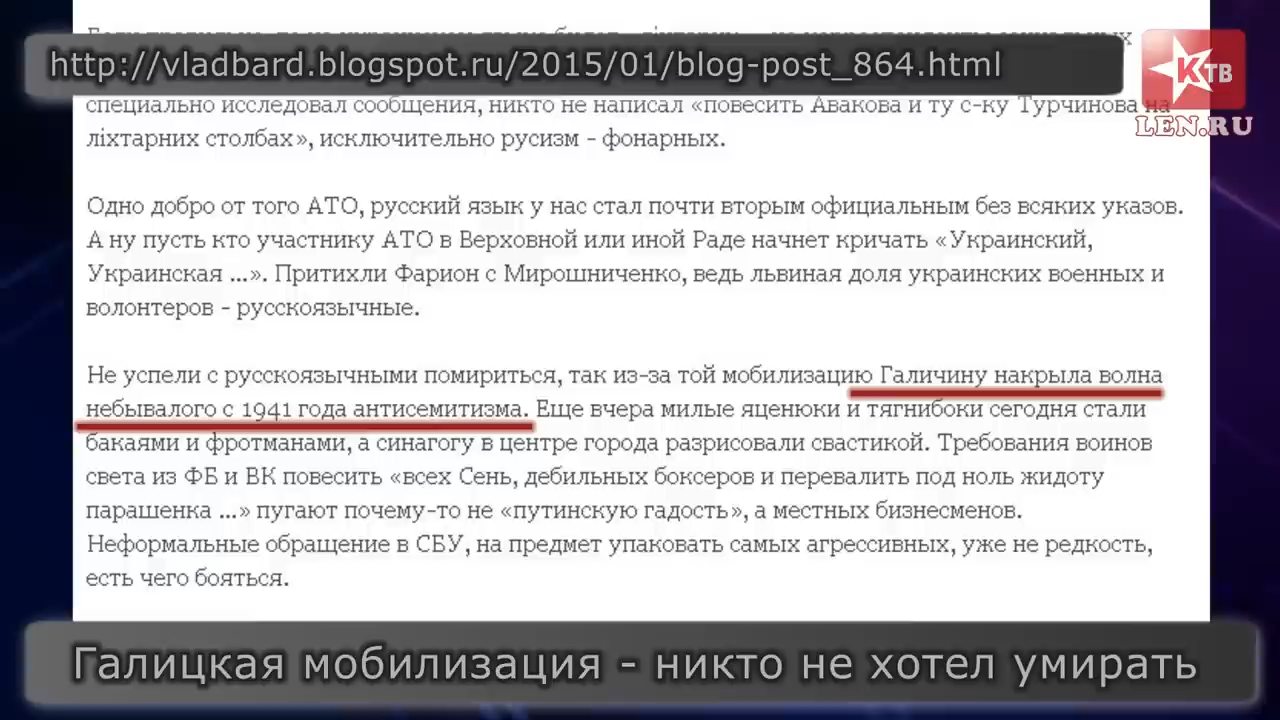 http://vladbard.blogspot.ru/2015/01/blog-post_864.html
КТВ
LEN.RU
специально исследовал сообщения, никто не написал «повесить Авакова и ту с-ку Турчинова на
ліхтарних столбах», исключительно русизм - фонарных.
Одно добро от того АТО, русский язык у нас стал почти вторым официальным без всяких указов.
А ну пусть кто участнику АТО в Верховной или иной Раде начнет кричать «Украинский,
Украинская ...». Притихли Фарион с Мирошниченко, ведь львиная доля украинских военных и
волонтеров - русскоязычные.
Не успели с русскоязычными помириться, так из-за той мобилизацию Галичину накрыла волна
небывалого с 1941 года антисемитизма. Еще вчера милые яценюки и тягнибоки сегодня стали
бакаями и фротманами, а синагогу в центре города разрисовали свастикой. Требования воинов
света из ФБ и ВК повесить «всех Сень, дебильных боксеров и перевалить под ноль жидоту
парашенка ...» пугают почему-то не «путинскую гадость», а местных бизнесменов.
Неформальные обращение в СБУ, на предмет упаковать самых агрессивных, уже не редкость,
есть чего бояться.
Галицкая мобилизация - никто не хотел умирать